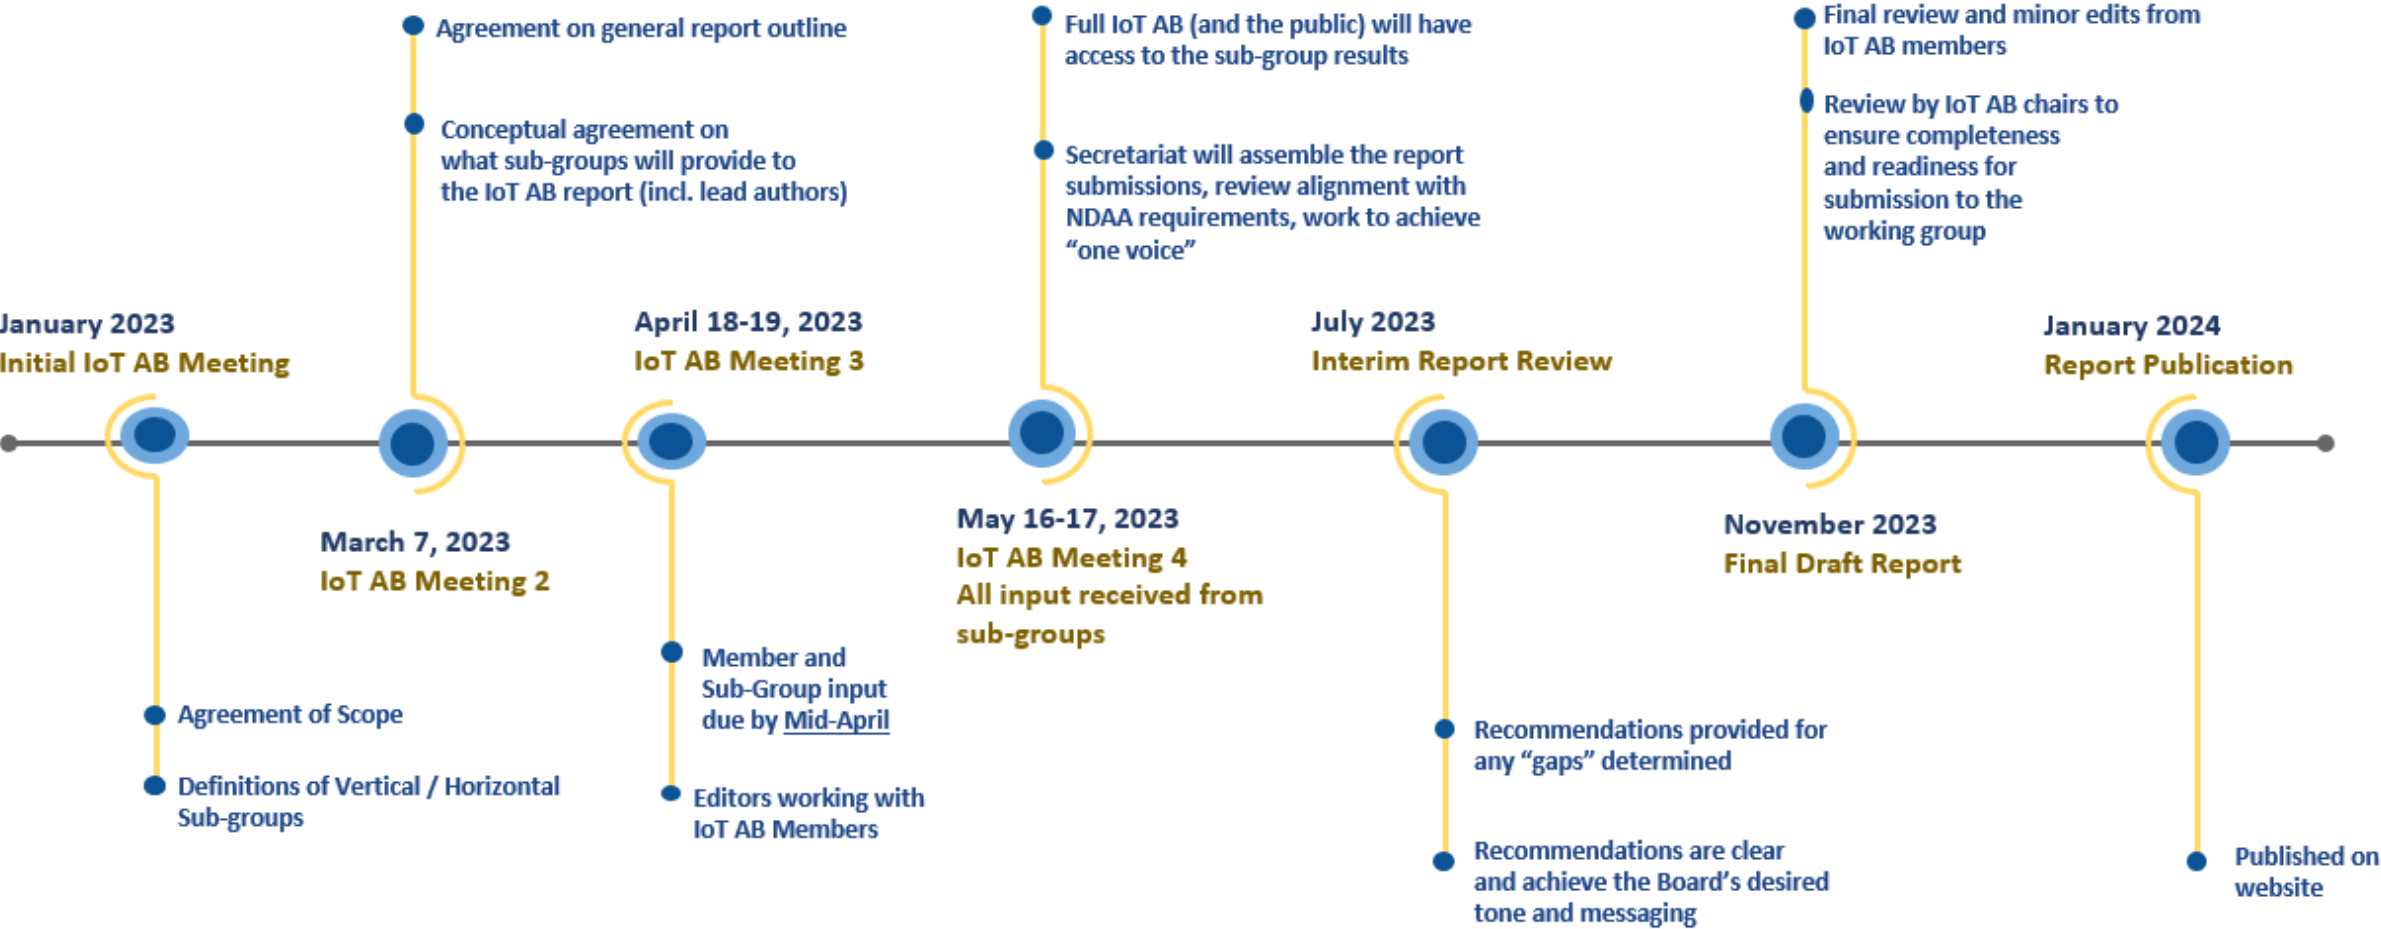 January 2023
Initial IoT AB Meeting
Agreement of Scope
Definitions of Vertical / Horizontal
Sub-groups
Agreement on general report outline
Conceptual agreement on
what sub-groups will provide to
the IoT AB report (incl. lead authors)
March 7, 2023
IoT AB Meeting 2
April 18-19, 2023
IoT AB Meeting 3
Member and
Sub-Group input
due by Mid-April
Editors working with
IoT AB Members
Full IoT AB (and the public) will have
access to the sub-group results
Secretariat will assemble the report
submissions, review alignment with
NDAA requirements, work to achieve
“one voice”
May 16-17, 2023
IoT AB Meeting 4
All input received from
sub-groups
July 2023
Interim Report Review
Recommendations provided for
any “gaps” determined
Recommendations are clear
and achieve the Board’s desired
tone and messaging
Final review and minor edits from
IoT AB members
Review by IoT AB chairs to
ensure completeness
and readiness for
submission to the
working group
November 2023
Final Draft Report
January 2024
Report Publication
Published on
website